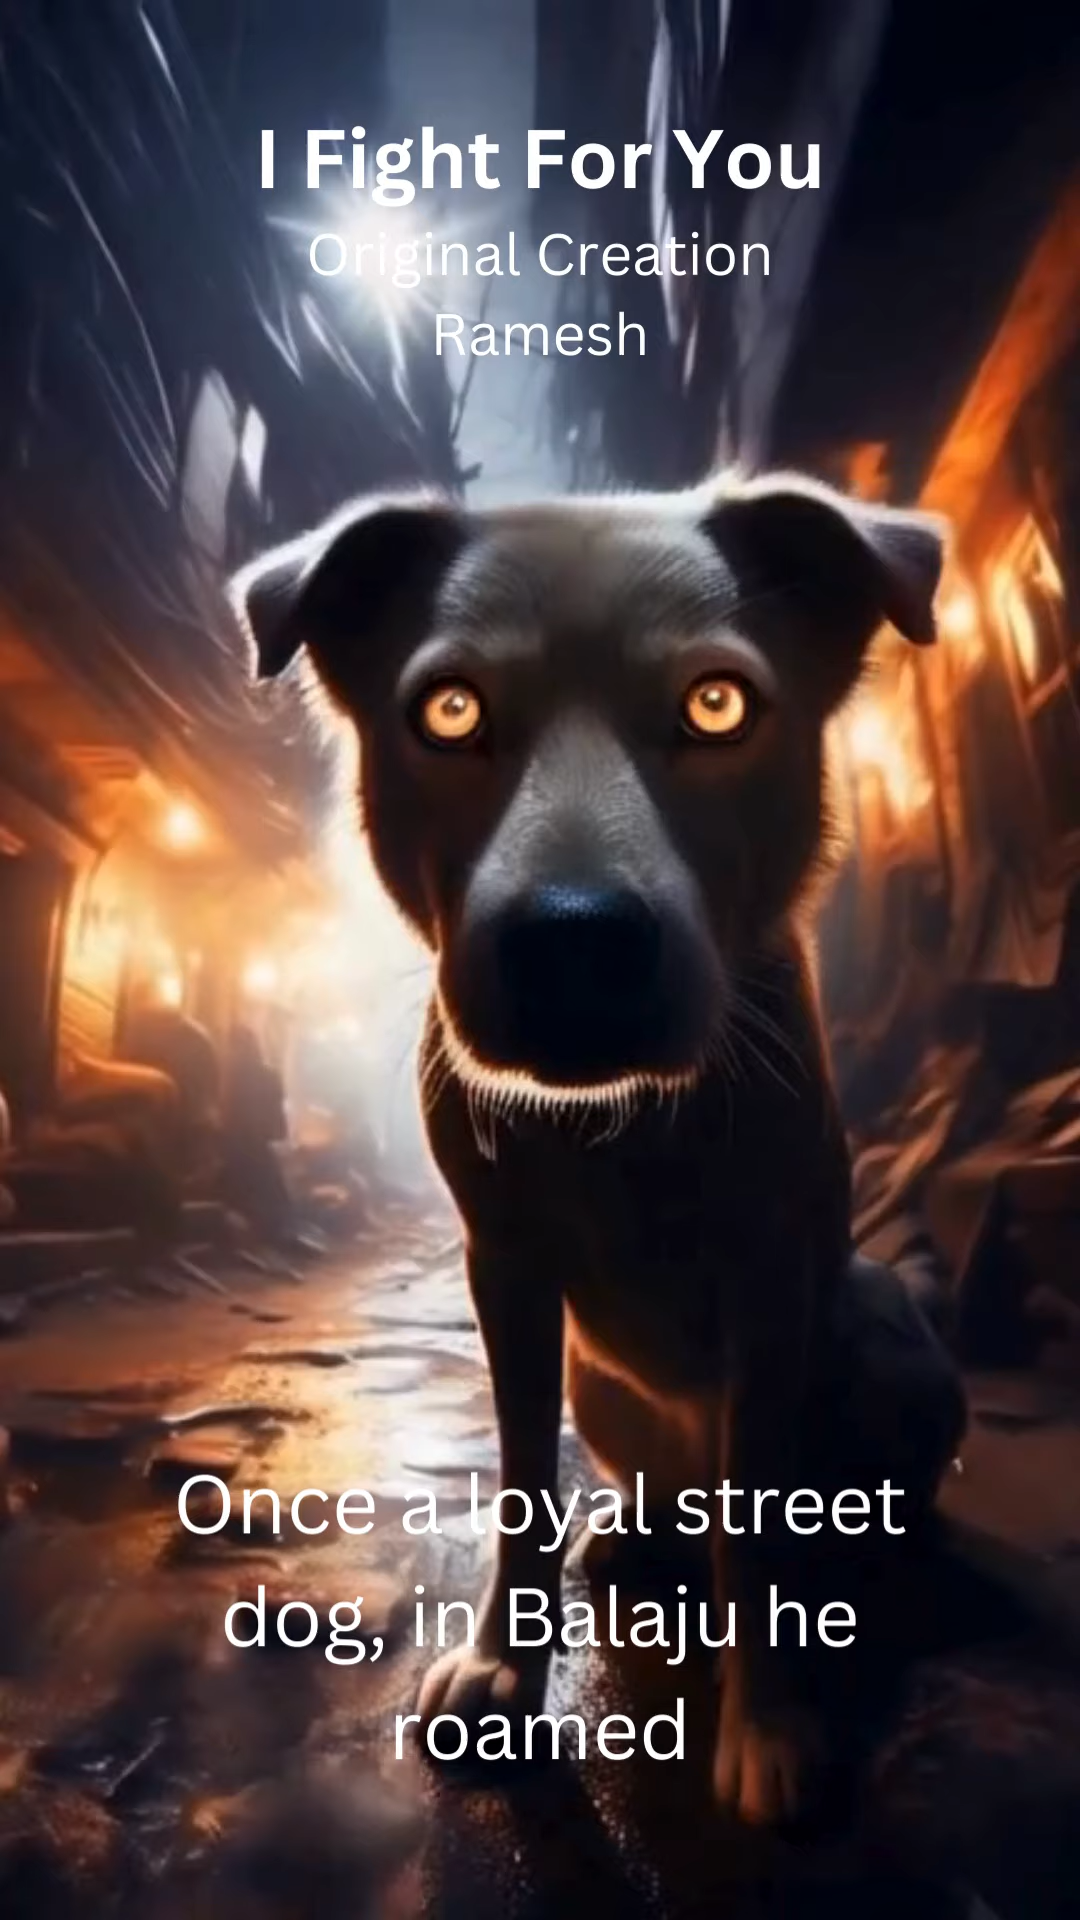 I Fight For You
Original Creation
Ramesh
Once a loyal street
dog, in Balaju he
roamed